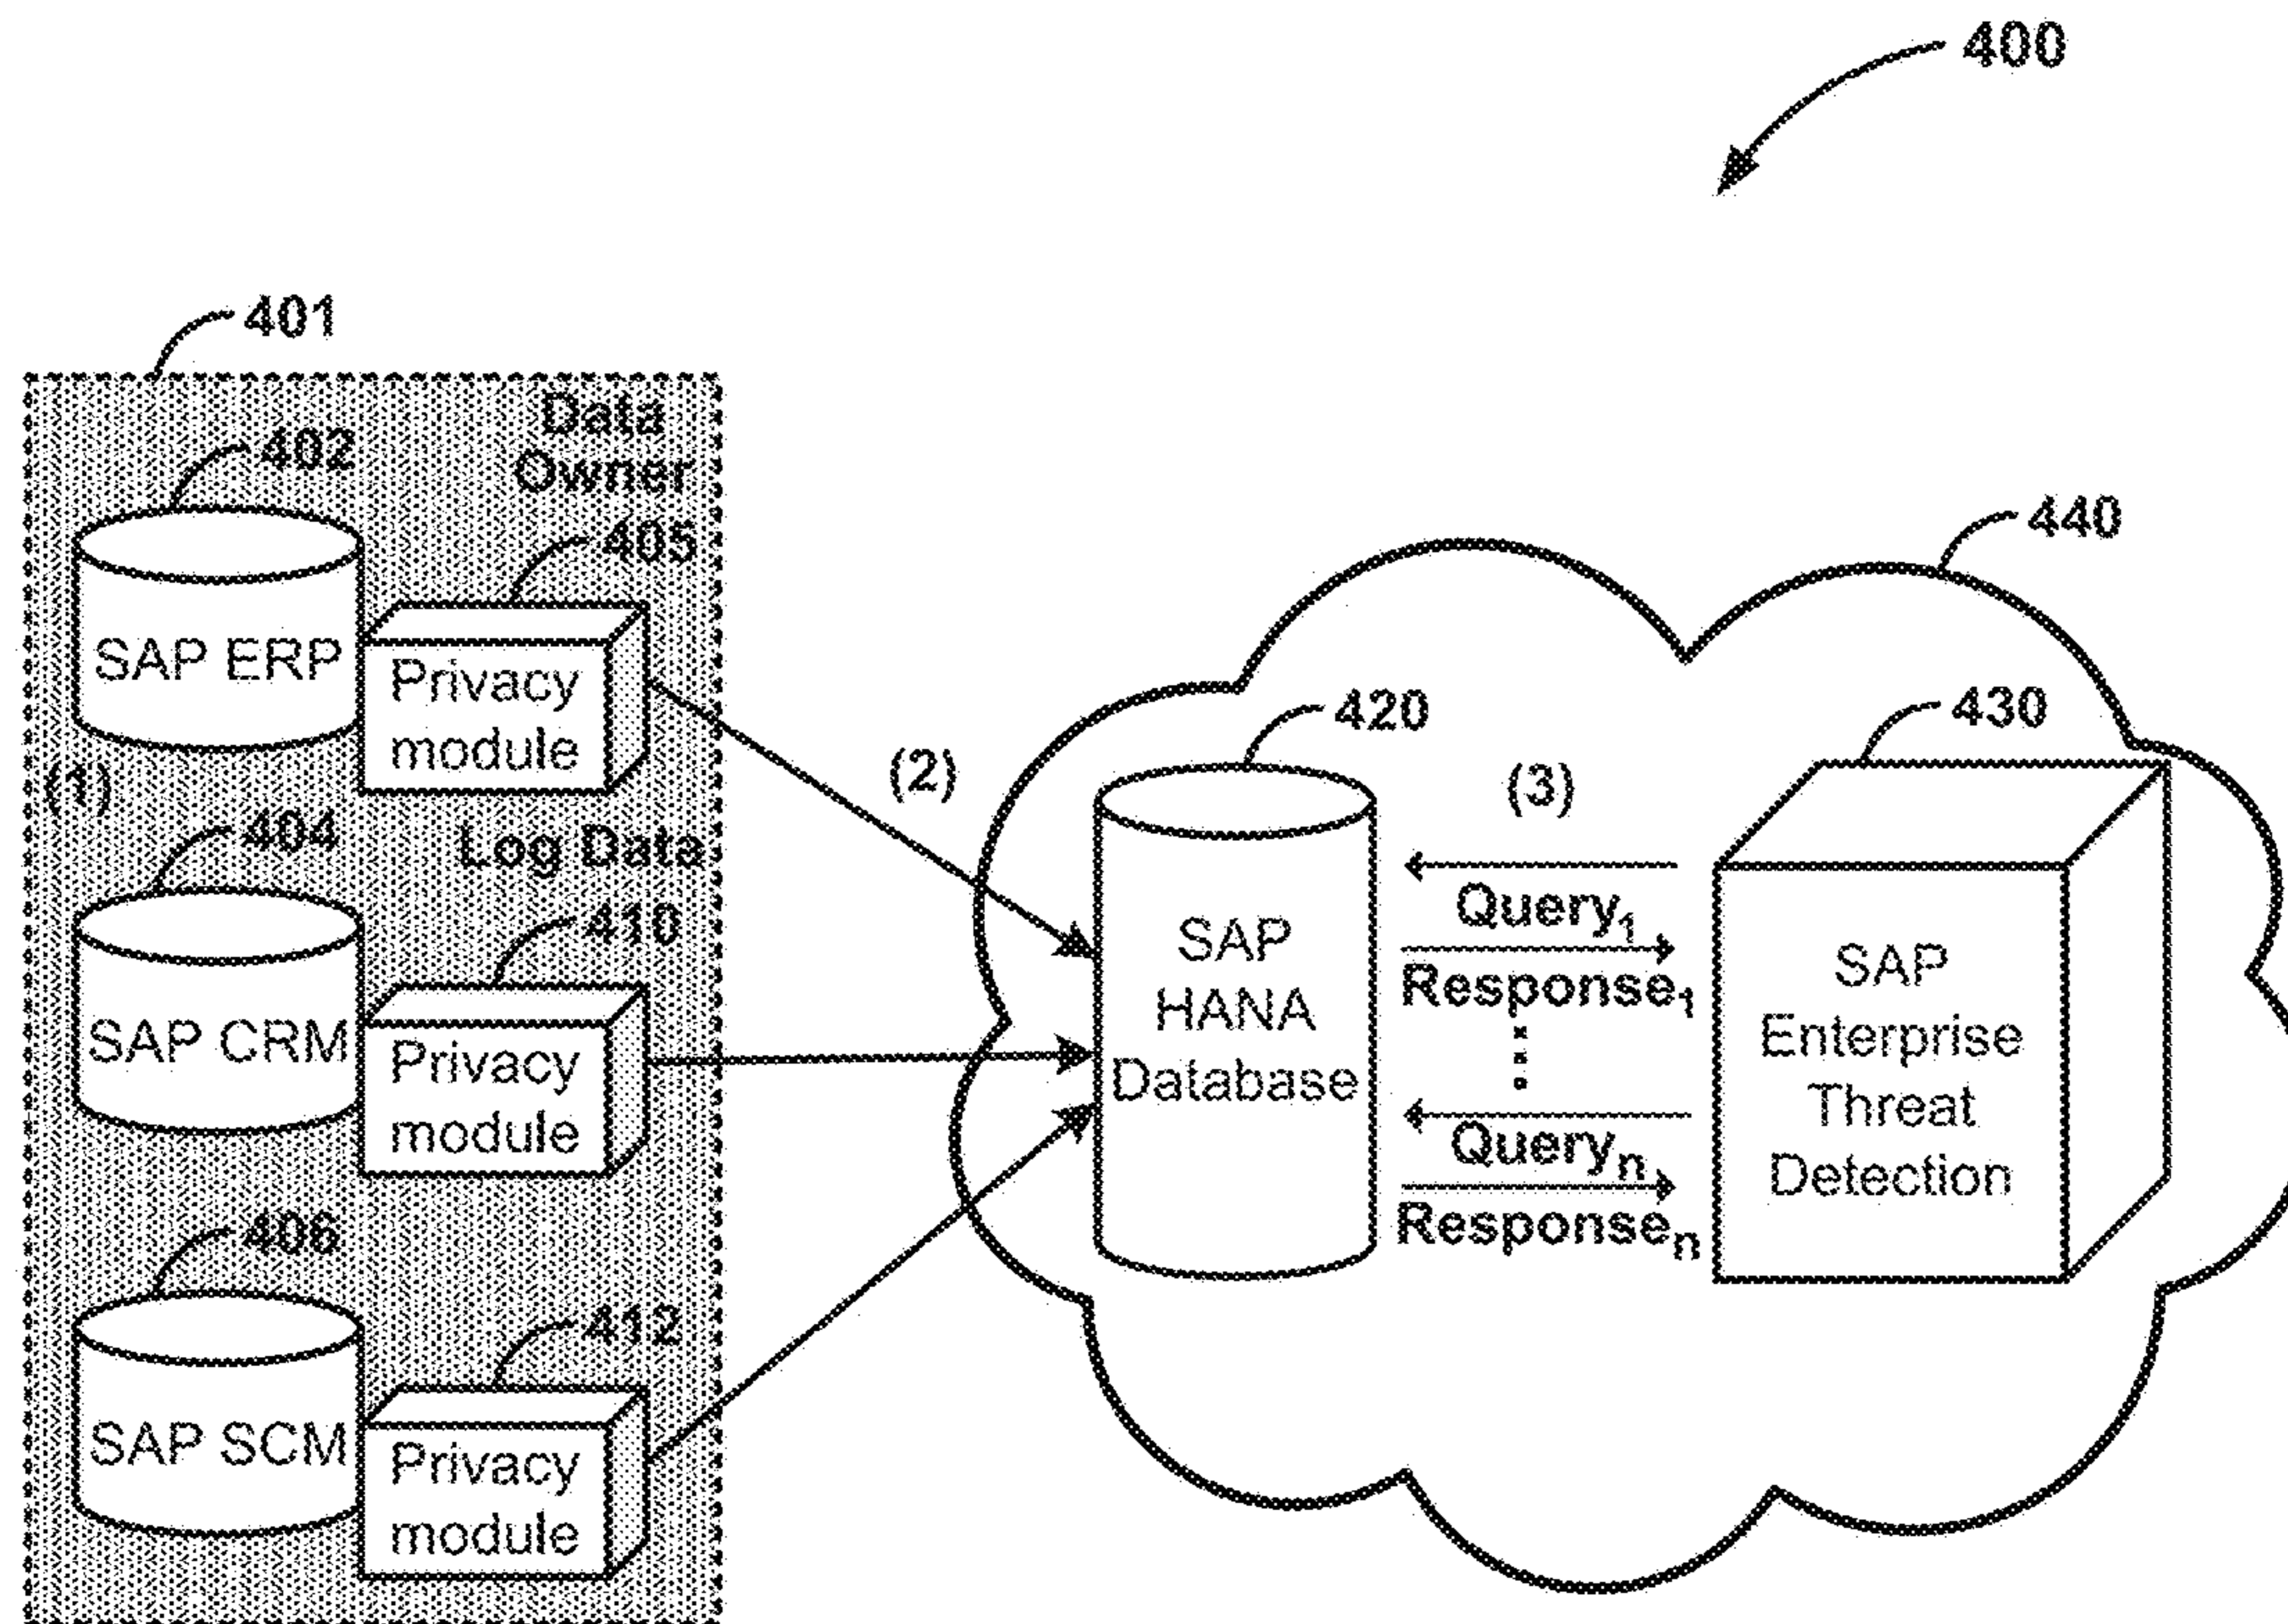 400
401
Data
Owner
402
405
SAP ERP
Privacy
module
(1)
404
Log Data
410
SAP CRM
Privacy
module
406
412
SAP SCM
Privacy
module
(2)
440
420
430
(3)
SAP
HANA
Database
Query1
Response1
Queryn
Responsen
SAP
Enterprise
Threat
Detection